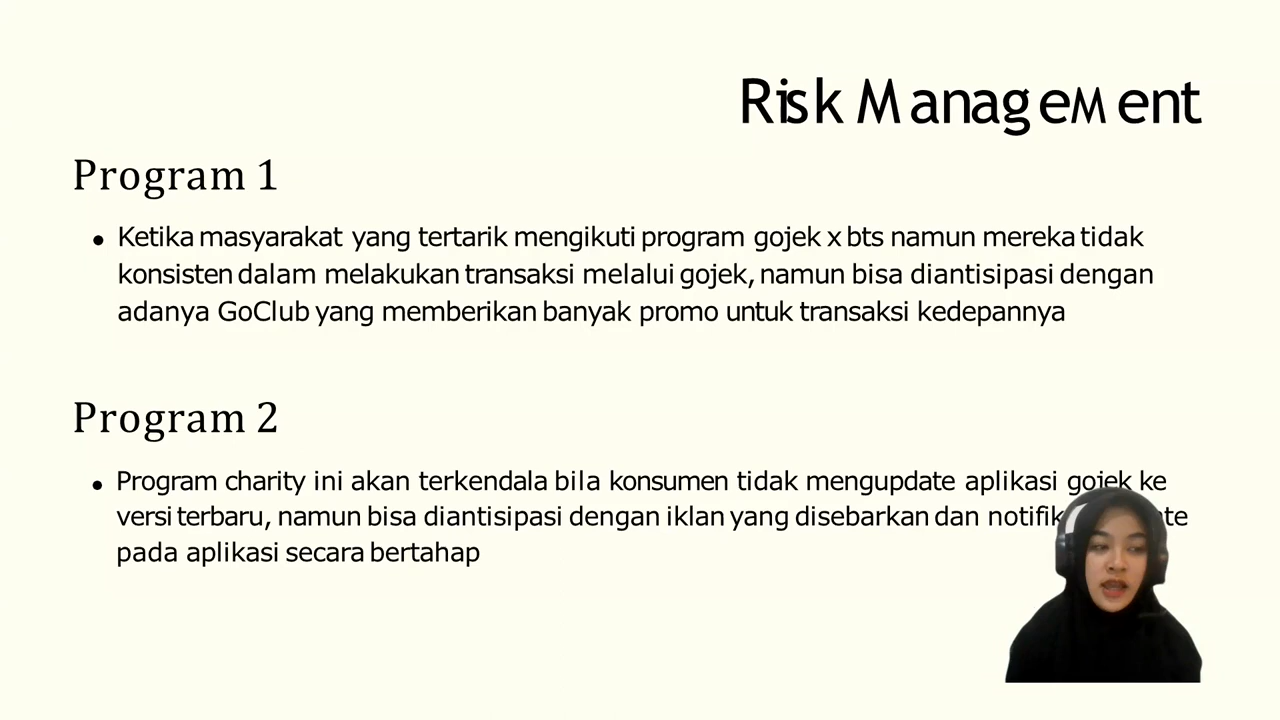 Risk ManageMent
Program 1
• Ketika masyarakat yang tertarik mengikuti program gojek x bts namun mereka tidak
konsisten dalam melakukan transaksi melalui gojek, namun bisa diantisipasi dengan
adanya GoClub yang memberikan banyak promo untuk transaksi kedepannya
Program 2
• Program charity ini akan terkendala bila konsumen tidak mengupdate aplikasi gojek ke
versi terbaru, namun bisa diantisipasi dengan iklan yang disebarkan dan
pada aplikasi secara bertahap